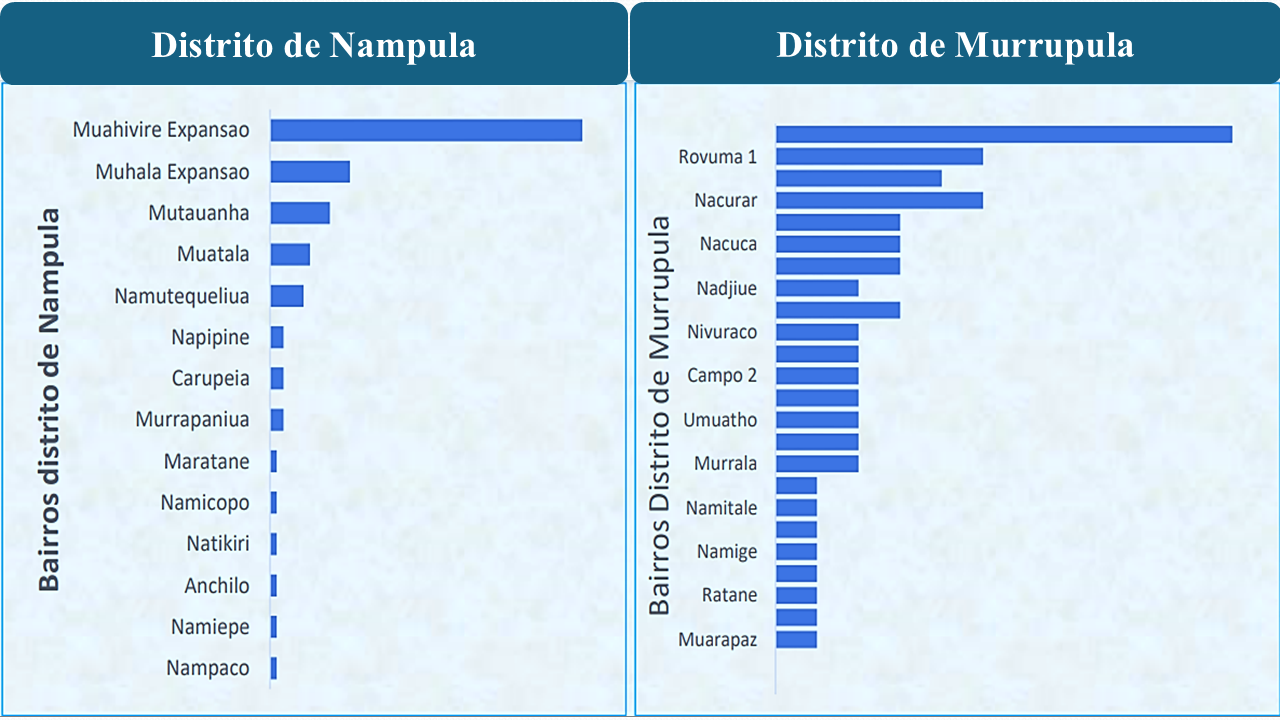 Distrito de Nampula
Distrito de Murrupula
Bairros distrito de Nampula
Muahivire Expansao
Muhala Expansao
Mutauanha
Muatala
Namutequeliua
Napipine
Carupeia
Murrapaniua
Maratane
Namicopo
Natikiri
Anchilo
Namiepe
Nampaco
Bairros Distrito de Murrupula
Rovuma 1
Nacurar
Nacuca
Nadjiue
Nivuraco
Campo 2
Umuatho
Murrala
Namitale
Namige
Ratane
Muarapaz